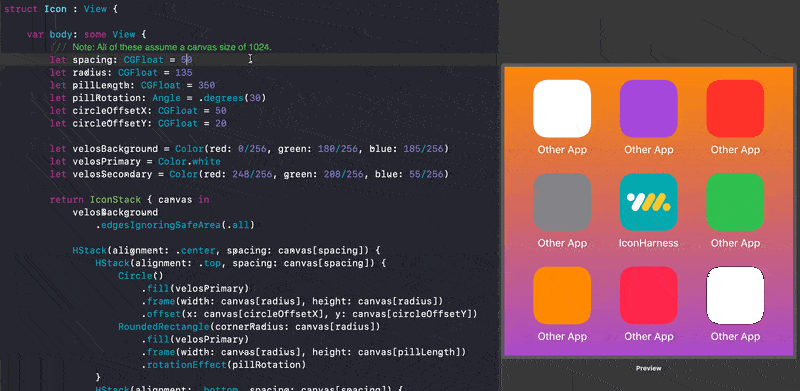 struct Icon : View {
var body: some View {
/// Note: All of these assume a canvas size of 1024.
let spacing: CGFloat = 50
let radius: CGFloat = 135
let pillLength: CGFloat = 350
let pillRotation: Angle = .degrees(30)
let circleOffsetX: CGFloat = 50
let circleOffsetY: CGFloat = 20
let velosBackground = Color(red: 0/256, green: 180/256, blue: 185/256)
let velosPrimary = Color.white
let velosSecondary = Color(red: 248/256, green: 208/256, blue: 55/256)
return IconStack { canvas in
velosBackground
.edgesIgnoringSafeArea(.all)
HStack(alignment: .center, spacing: canvas[spacing]) {
HStack(alignment: .top, spacing: canvas[spacing]) {
Circle()
.fill(velosPrimary)
.frame(width: canvas[radius], height: canvas[radius])
.offset(x: canvas[circleOffsetX], y: canvas[circleOffsetY])
RoundedRectangle(cornerRadius: canvas[radius])
.fill(velosPrimary)
.frame(width: canvas[radius], height: canvas[pillLength])
.rotationEffect(pillRotation)
}
HStack(alignment: .bottom, spacing: canvas[spacing]) {
Other App
Other App
Other App
Other App
IconHarness
Other App
Other App
Other App
Other App
Preview